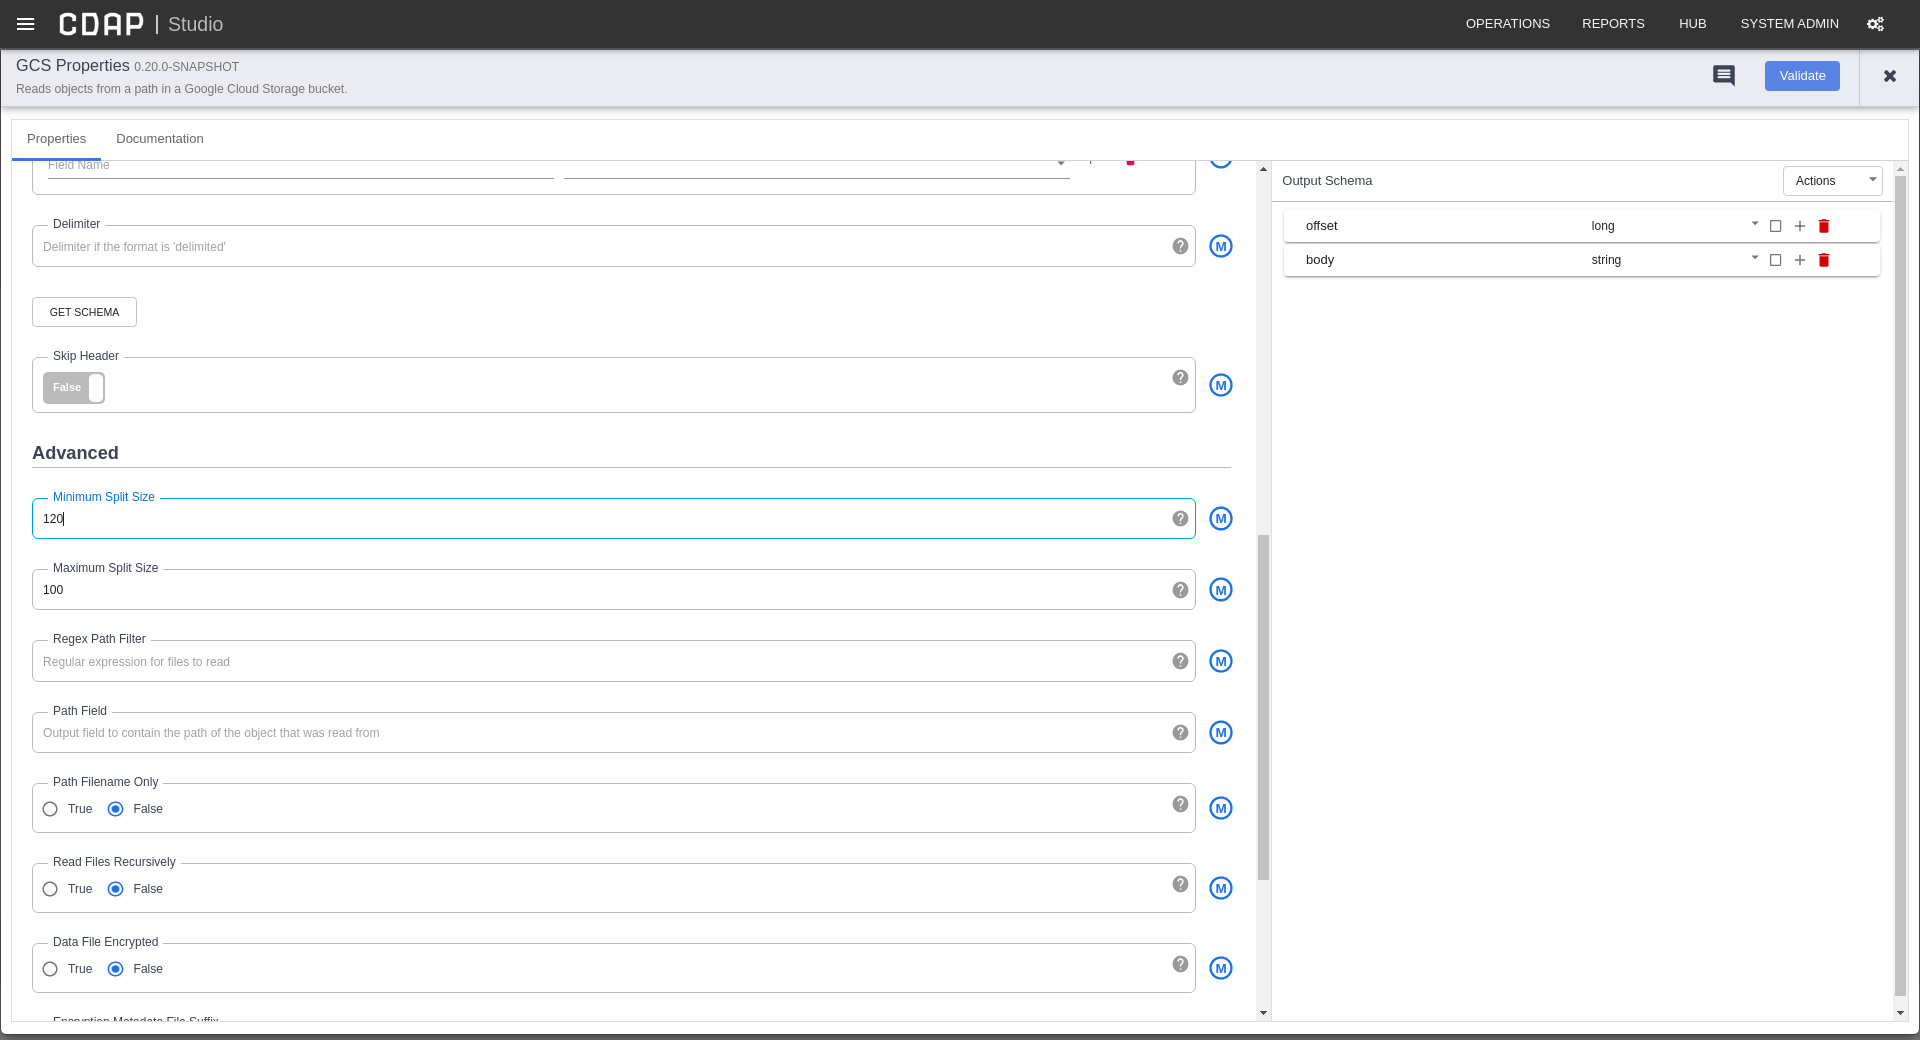 CDAP | Studio
OPERATIONS REPORTS HUB SYSTEM ADMIN
GCS Properties 0.20.0-SNAPSHOT
Reads objects from a path in a Google Cloud Storage bucket.
Validate
Properties Documentation
Field Name
Output Schema
Actions
offset long
body string
Delimiter
Delimiter if the format is 'delimited'
M
GET SCHEMA
Skip Header
False
M
Advanced
Minimum Split Size
120
M
Maximum Split Size
100
M
Regex Path Filter
Regular expression for files to read
M
Path Field
Output field to contain the path of the object that was read from
M
Path Filename Only
True False
M
Read Files Recursively
True False
M
Data File Encrypted
True False
M
Encryption Metadata File Suffix